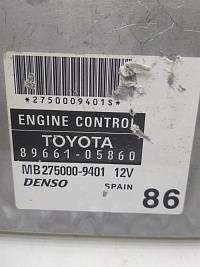 *2750009401S*
ENGINE CONTROL
TOYOTA
89661-05860
MB275000-9401 12V
DENSO SPAIN
86